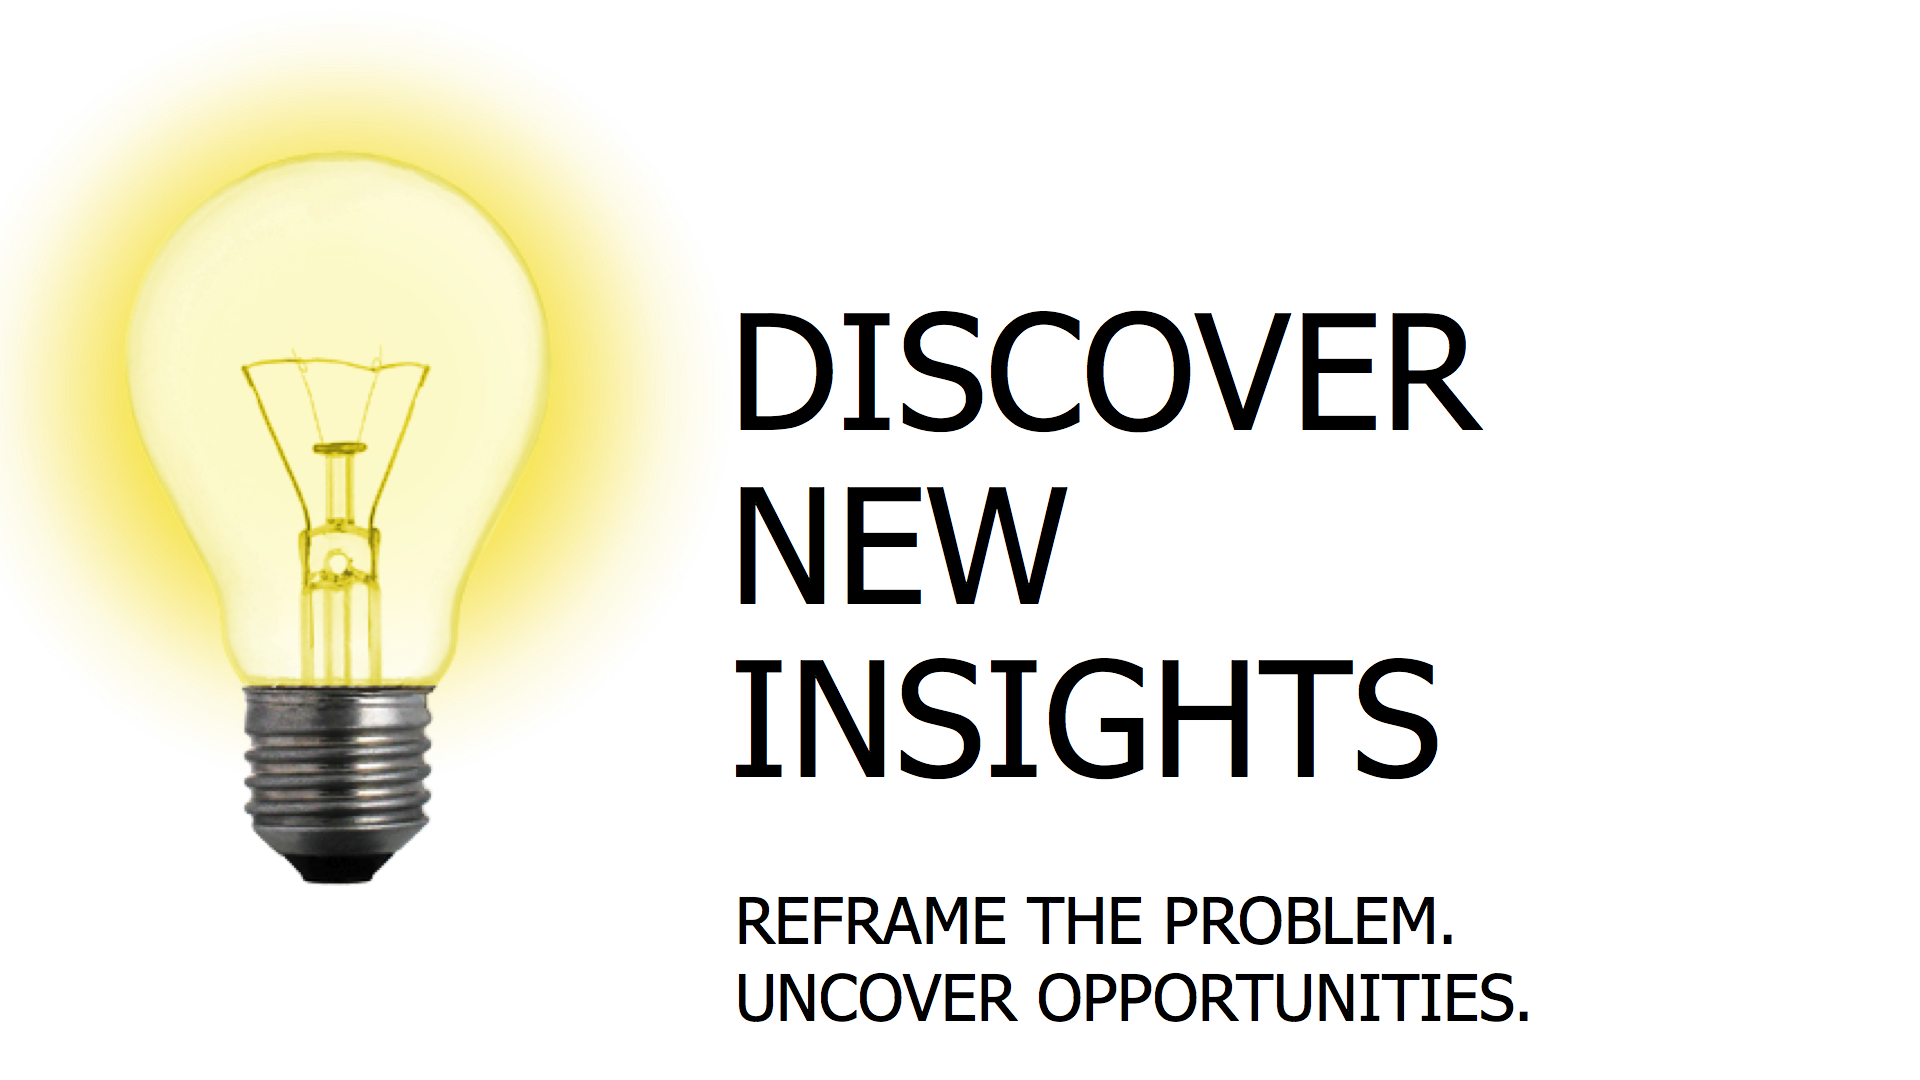 DISCOVER
NEW
INSIGHTS
REFRAME THE PROBLEM.
UNCOVER OPPORTUNITIES.